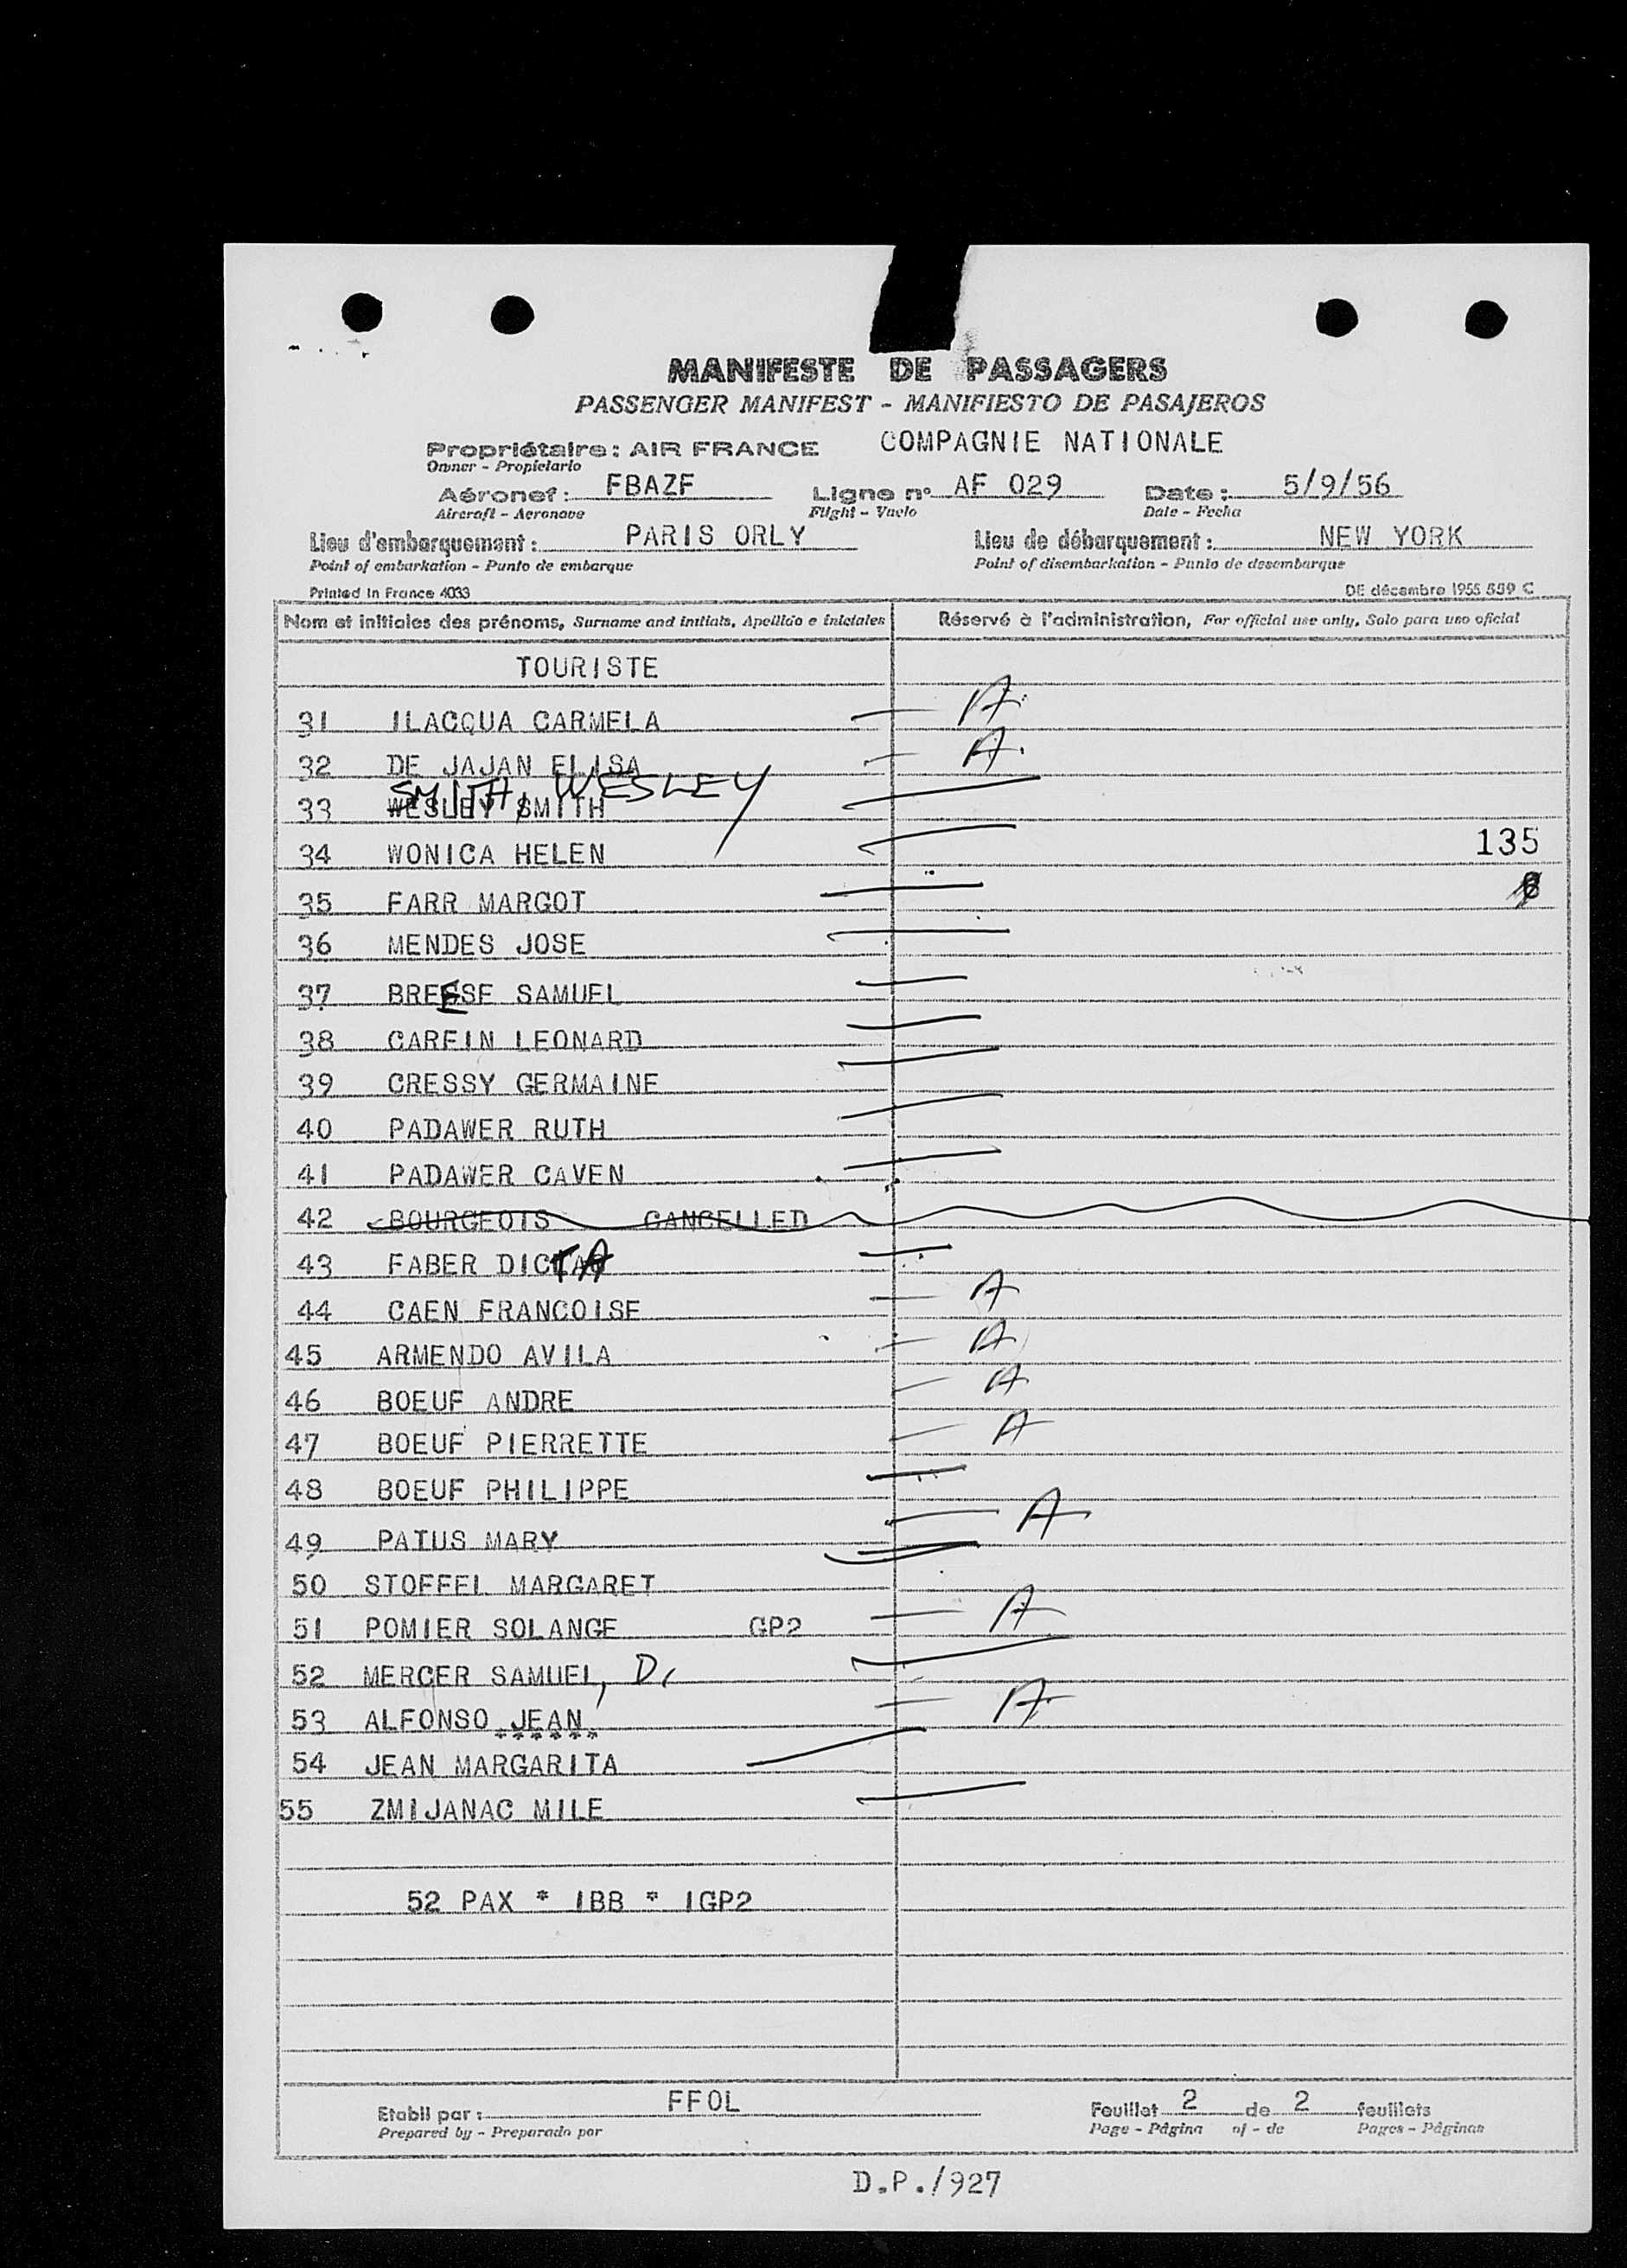 MANIFESTE DE PASSAGERS
PASSENGER MANIFEST - MANIFIESTO DE PASAJEROS
Propriétaire : AIR FRANCE COMPAGNIE NATIONALE
Owner - Propietario
Aéronef : FBAZF Ligne n° AF 029 Date : 5/9/56
Aircraft - Aeronave Flight - Vuelo Date - Fecha
Lieu d'embarquement : PARIS ORLY Lieu de débarquement : NEW YORK
Point of embarkation - Punto de embarque Point of disembarkation - Punto de desembarque
Printed in France 4033 DE décembre 1955 559 C
Nom et initiales des prénoms, Surname and initials, Apellido e iniciales Réservé à l'administration, For official use only, Solo para uso oficial
TOURISTE
31 ILACQUA CARMELA A
32 DE JAJAN ELISA A
SMITH, WESLEY
33 WESLEY SMITH
34 WONICA HELEN 135
35 FARR MARGOT
36 MENDES JOSE
37 BREESE SAMUEL
38 CAREIN LEONARD
39 CRESSY GERMAINE
40 PADAWER RUTH
41 PADAWER CAVEN
42 BOURGEOIS CANCELLED
43 FABER DICTA
44 CAEN FRANCOISE A
45 ARMENDO AVILA A
46 BOEUF ANDRE A
47 BOEUF PIERRETTE A
48 BOEUF PHILIPPE
49 PATUS MARY A
50 STOFFEL MARGARET
51 POMIER SOLANGE GP2 A
52 MERCER SAMUEL, Dr
53 ALFONSO JEAN A
******
54 JEAN MARGARITA
55 ZMIJANAC MILE
52 PAX * 1BB * 1GP2
Etabli par : FFOL Feuillet 2 de 2 feuillets
Prepared by - Preparado por Page - Página of - de Pages - Páginas
D.P./927